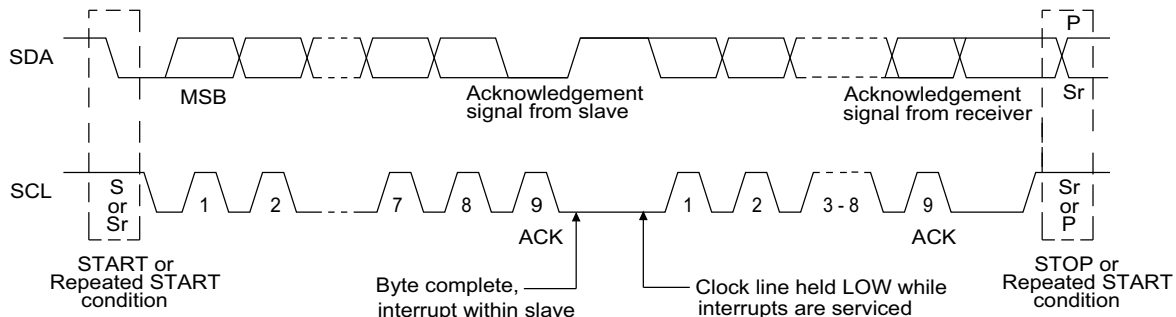 P
SDA
MSB
Acknowledgement
signal from slave
Acknowledgement
signal from receiver
Sr
SCL
S
or
Sr
1
2
7
8
9
1
2
3 - 8
9
Sr
or
P
ACK
ACK
START or
Repeated START
condition
Byte complete,
interrupt within slave
Clock line held LOW while
interrupts are serviced
STOP or
Repeated START
condition